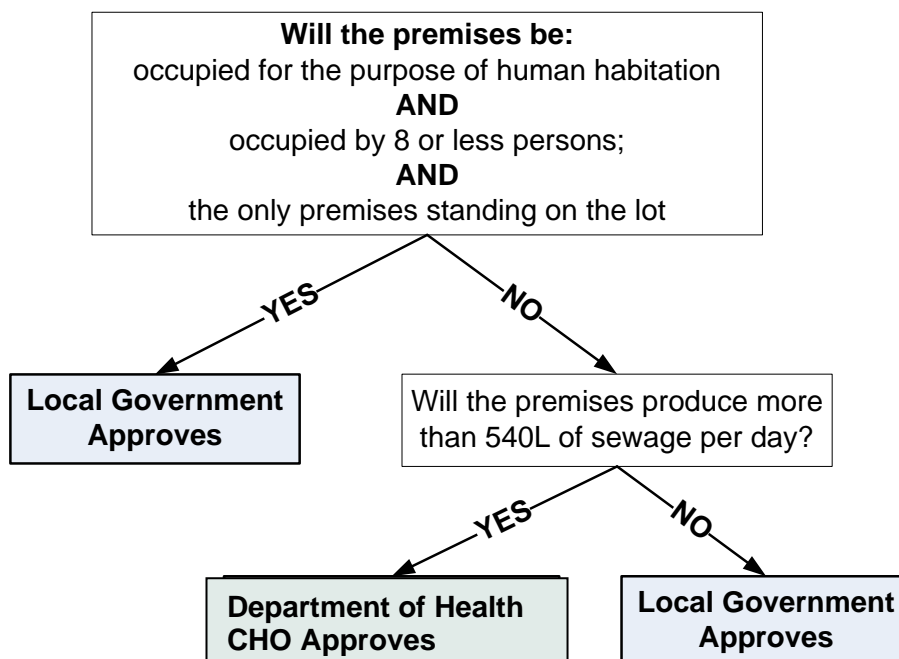 Will the premises be:
occupied for the purpose of human habitation
AND
occupied by 8 or less persons;
AND
the only premises standing on the lot
YES
NO
Local Government
Approves
Will the premises produce more
than 540L of sewage per day?
YES
NO
Department of Health
CHO Approves
Local Government
Approves